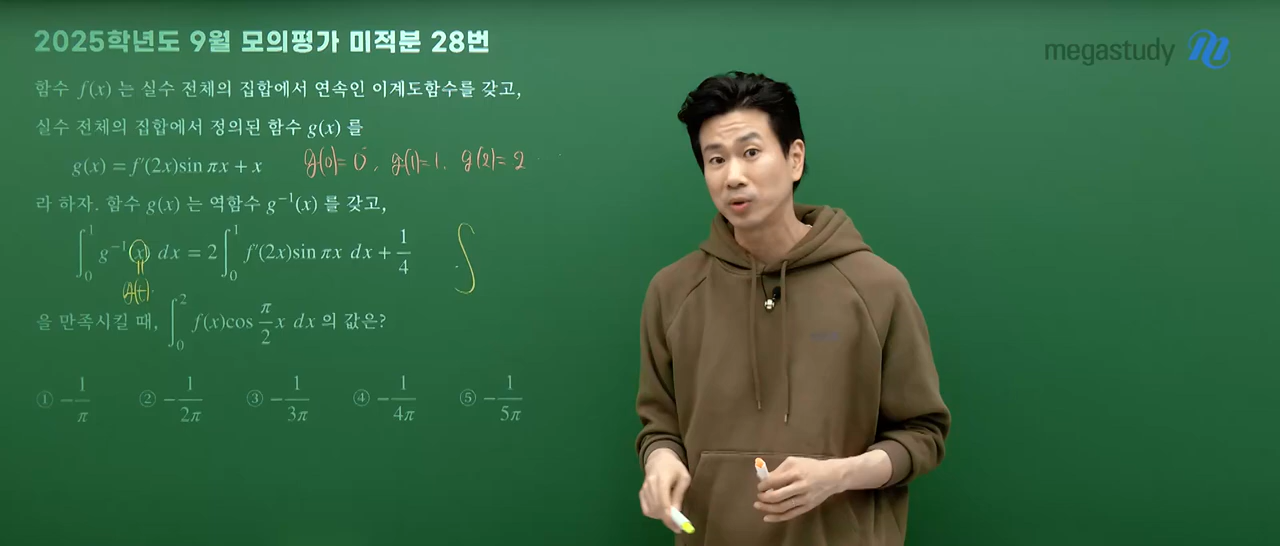 2025학년도 9월 모의평가 미적분 28번
megastudy
함수 f(x) 는 실수 전체의 집합에서 연속인 이계도함수를 갖고,
실수 전체의 집합에서 정의된 함수 g(x) 를
g(x) = f′(2x)sin πx + x g(0)=0, g(1)=1, g(2)=2 ...
라 하자. 함수 g(x) 는 역함수 g⁻¹(x) 를 갖고,
∫₀¹ g⁻¹(x) dx = 2∫₀¹ f′(2x)sin πx dx + 1/4 ∫
g(t)
을 만족시킬 때, ∫₀² f(x)cos π/2 x dx 의 값은?
① −1/π ② −1/2π ③ −1/3π ④ −1/4π ⑤ −1/5π